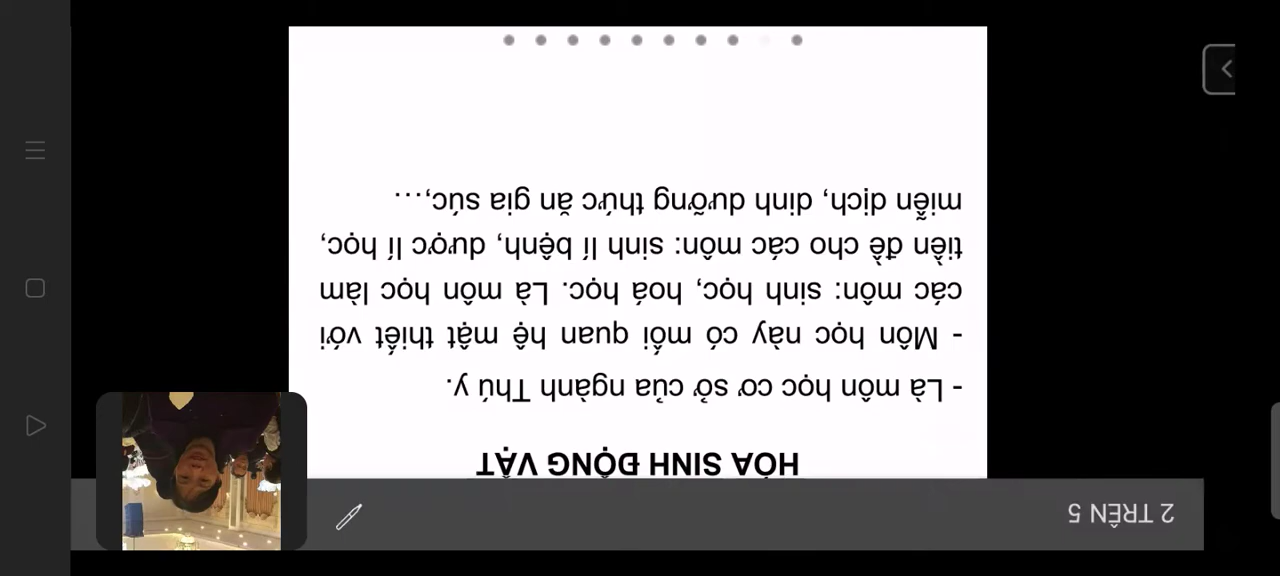 2 TRÊN 5
HÓA SINH ĐỘNG VẬT
- Là môn học cơ sở của ngành Thú y.
- Môn học này có mối quan hệ mật thiết với
các môn: sinh học, hoá học. Là môn học làm
tiền đề cho các môn: sinh lí bệnh, dược lí học,
miễn dịch, dinh dưỡng thức ăn gia súc,…